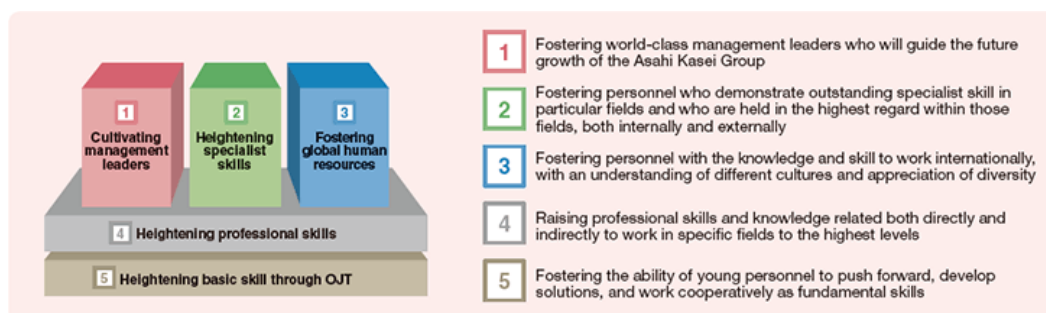 1
Cultivating
management
leaders
2
Heightening
specialist
skills
3
Fostering
global human
resources
4 Heightening professional skills
5 Heightening basic skill through OJT
1 Fostering world-class management leaders who will guide the future
growth of the Asahi Kasei Group
2 Fostering personnel who demonstrate outstanding specialist skill in
particular fields and who are held in the highest regard within those
fields, both internally and externally
3 Fostering personnel with the knowledge and skill to work internationally,
with an understanding of different cultures and appreciation of diversity
4 Raising professional skills and knowledge related both directly and
indirectly to work in specific fields to the highest levels
5 Fostering the ability of young personnel to push forward, develop
solutions, and work cooperatively as fundamental skills